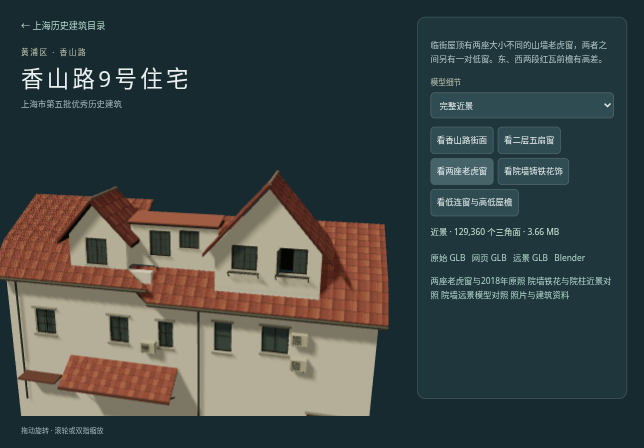 ← 上海历史建筑目录
黄浦区 · 香山路
香山路9号住宅
上海市第五批优秀历史建筑
临街屋顶有两座大小不同的山墙老虎窗，两者之
间另有一对低窗。东、西两段红瓦前檐有高差。
模型细节
完整近景
看香山路街面
看二层五扇窗
看两座老虎窗
看院墙铸铁花饰
看低连窗与高低屋檐
近景 · 129,360 个三角面 · 3.66 MB
原始 GLB 网页 GLB 远景 GLB Blender
两座老虎窗与2018年原照 院墙铁花与院柱近景对
照 院墙远景模型对照 照片与建筑资料
拖动旋转 · 滚轮或双指缩放